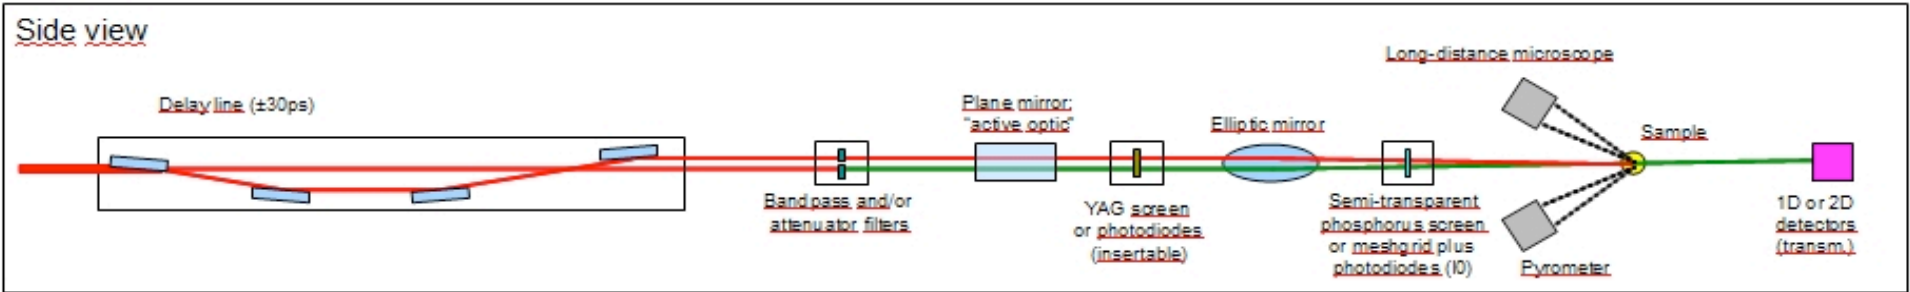 Side view
Long-distance microscope
Delay line (±30ps)
Plane mirror:
"active optic"
Elliptic mirror
Sample
Bandpass and/or
attenuator filters
YAG screen
or photodiodes
(insertable)
Semi-transparent
phosphorus screen
or meshgrid plus
photodiodes (I0)
Pyrometer
1D or 2D
detectors
(transm.)